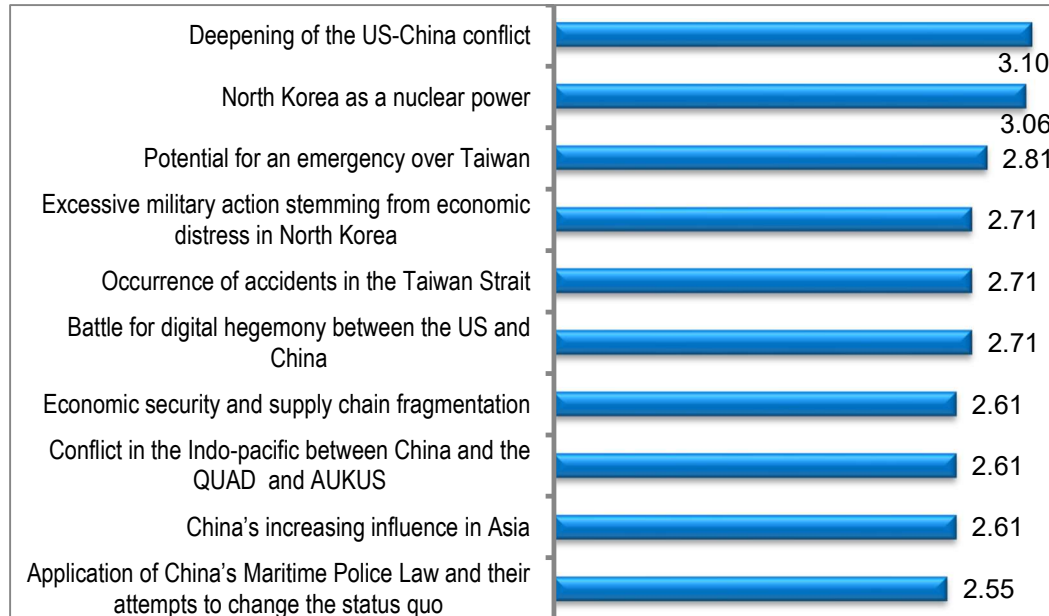 Deepening of the US-China conflict
3.10
North Korea as a nuclear power
3.06
Potential for an emergency over Taiwan
2.81
Excessive military action stemming from economic
distress in North Korea
2.71
Occurrence of accidents in the Taiwan Strait
2.71
Battle for digital hegemony between the US and
China
2.71
Economic security and supply chain fragmentation
2.61
Conflict in the Indo-pacific between China and the
QUAD and AUKUS
2.61
China’s increasing influence in Asia
2.61
Application of China’s Maritime Police Law and their
attempts to change the status quo
2.55